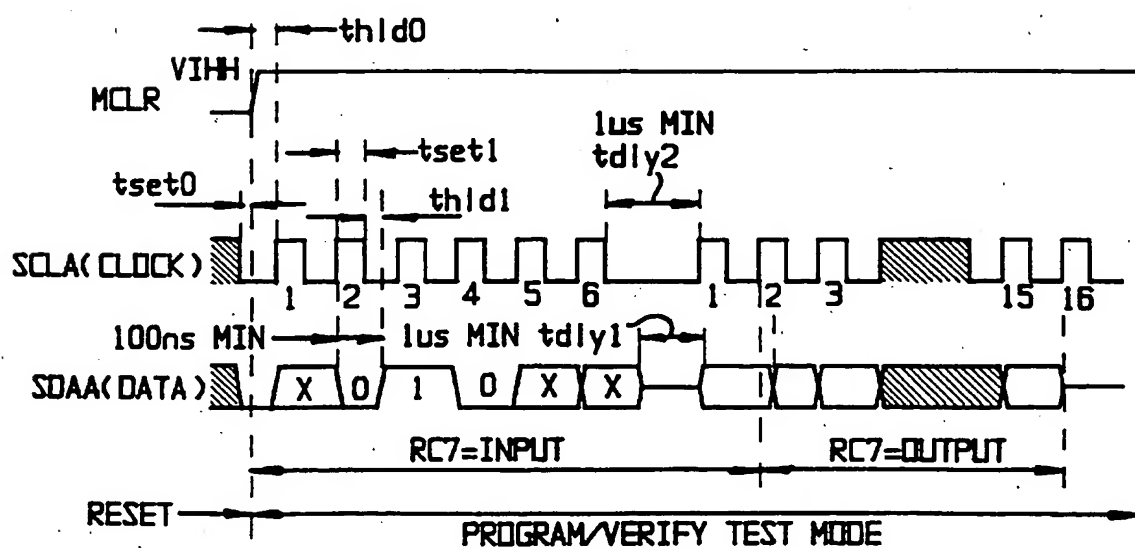 thld0
VIHH
MCLR
1us MIN
tdly2
tset1
tset0
thld1
SCLA(CLOCK)
1 2 3 4 5 6 1 2 3 15 16
100ns MIN 1us MIN tdly1
SDAA(DATA)
X 0 1 0 X X
RC7=INPUT RC7=OUTPUT
RESET
PROGRAM/VERIFY TEST MODE